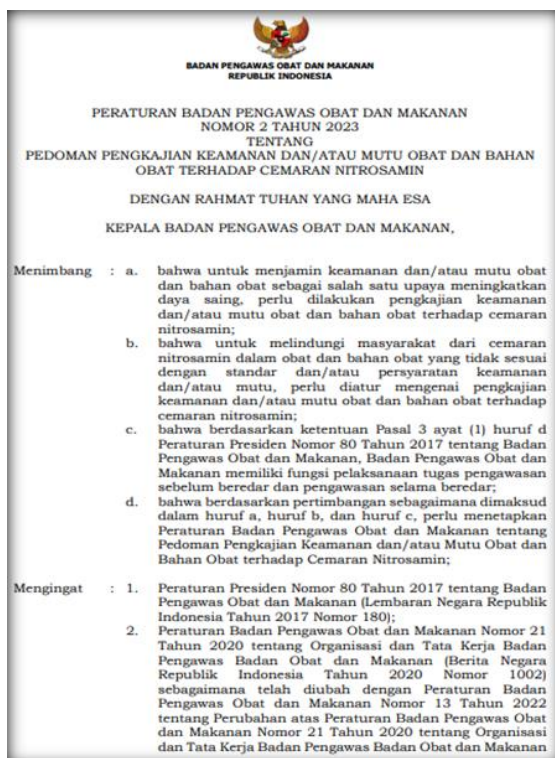 BADAN PENGAWAS OBAT DAN MAKANAN
REPUBLIK INDONESIA
PERATURAN BADAN PENGAWAS OBAT DAN MAKANAN
NOMOR 2 TAHUN 2023
TENTANG
PEDOMAN PENGKAJIAN KEAMANAN DAN/ATAU MUTU OBAT DAN BAHAN
OBAT TERHADAP CEMARAN NITROSAMIN
DENGAN RAHMAT TUHAN YANG MAHA ESA
KEPALA BADAN PENGAWAS OBAT DAN MAKANAN,
Menimbang : a. bahwa untuk menjamin keamanan dan/atau mutu obat
dan bahan obat sebagai salah satu upaya meningkatkan
daya saing, perlu dilakukan pengkajian keamanan
dan/atau mutu obat dan bahan obat terhadap cemaran
nitrosamin;
b. bahwa untuk melindungi masyarakat dari cemaran
nitrosamin dalam obat dan bahan obat yang tidak sesuai
dengan standar dan/atau persyaratan keamanan
dan/atau mutu, perlu diatur mengenai pengkajian
keamanan dan/atau mutu obat dan bahan obat terhadap
cemaran nitrosamin;
c. bahwa berdasarkan ketentuan Pasal 3 ayat (1) huruf d
Peraturan Presiden Nomor 80 Tahun 2017 tentang Badan
Pengawas Obat dan Makanan, Badan Pengawas Obat dan
Makanan memiliki fungsi pelaksanaan tugas pengawasan
sebelum beredar dan pengawasan selama beredar;
d. bahwa berdasarkan pertimbangan sebagaimana dimaksud
dalam huruf a, huruf b, dan huruf c, perlu menetapkan
Peraturan Badan Pengawas Obat dan Makanan tentang
Pedoman Pengkajian Keamanan dan/atau Mutu Obat dan
Bahan Obat terhadap Cemaran Nitrosamin;
Mengingat : 1. Peraturan Presiden Nomor 80 Tahun 2017 tentang Badan
Pengawas Obat dan Makanan (Lembaran Negara Republik
Indonesia Tahun 2017 Nomor 180);
2. Peraturan Badan Pengawas Obat dan Makanan Nomor 21
Tahun 2020 tentang Organisasi dan Tata Kerja Badan
Pengawas Badan Obat dan Makanan (Berita Negara
Republik Indonesia Tahun 2020 Nomor 1002)
sebagaimana telah diubah dengan Peraturan Badan
Pengawas Obat dan Makanan Nomor 13 Tahun 2022
tentang Perubahan atas Peraturan Badan Pengawas Obat
dan Makanan Nomor 21 Tahun 2020 tentang Organisasi
dan Tata Kerja Badan Pengawas Badan Obat dan Makanan